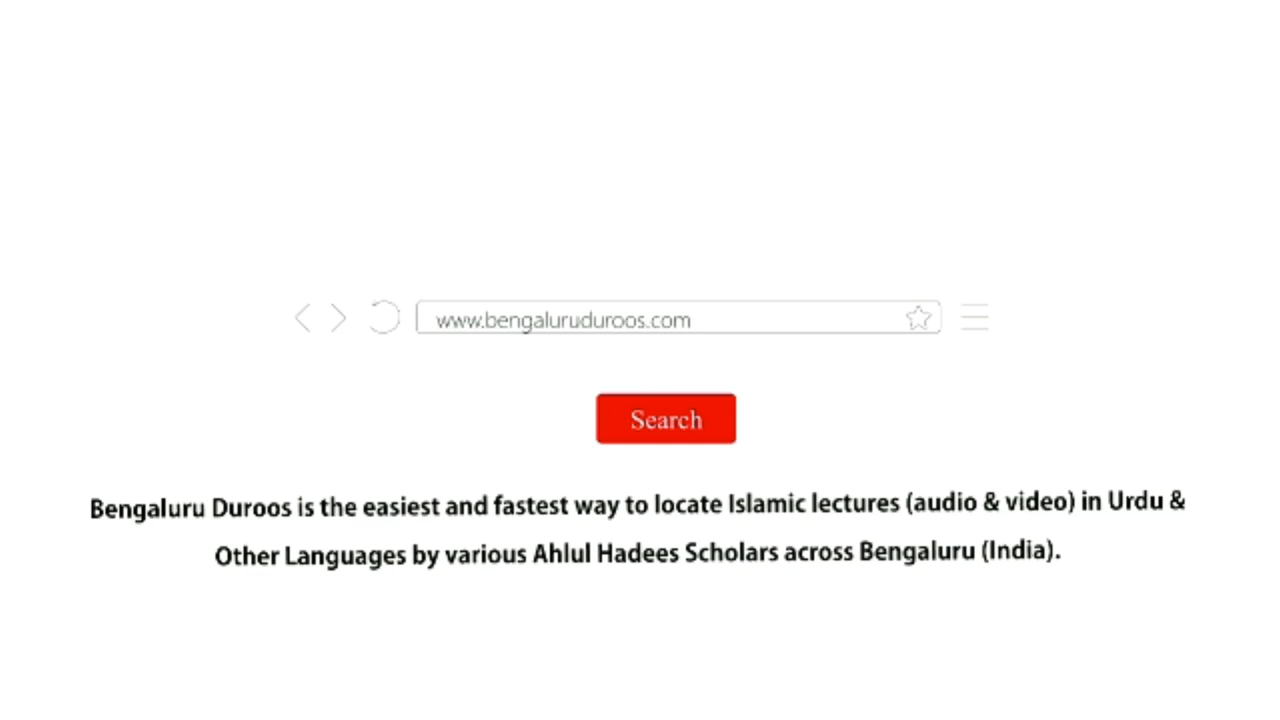 www.bengaluruduroos.com
Search
Bengaluru Duroos is the easiest and fastest way to locate Islamic lectures (audio & video) in Urdu &
Other Languages by various Ahlul Hadees Scholars across Bengaluru (India).